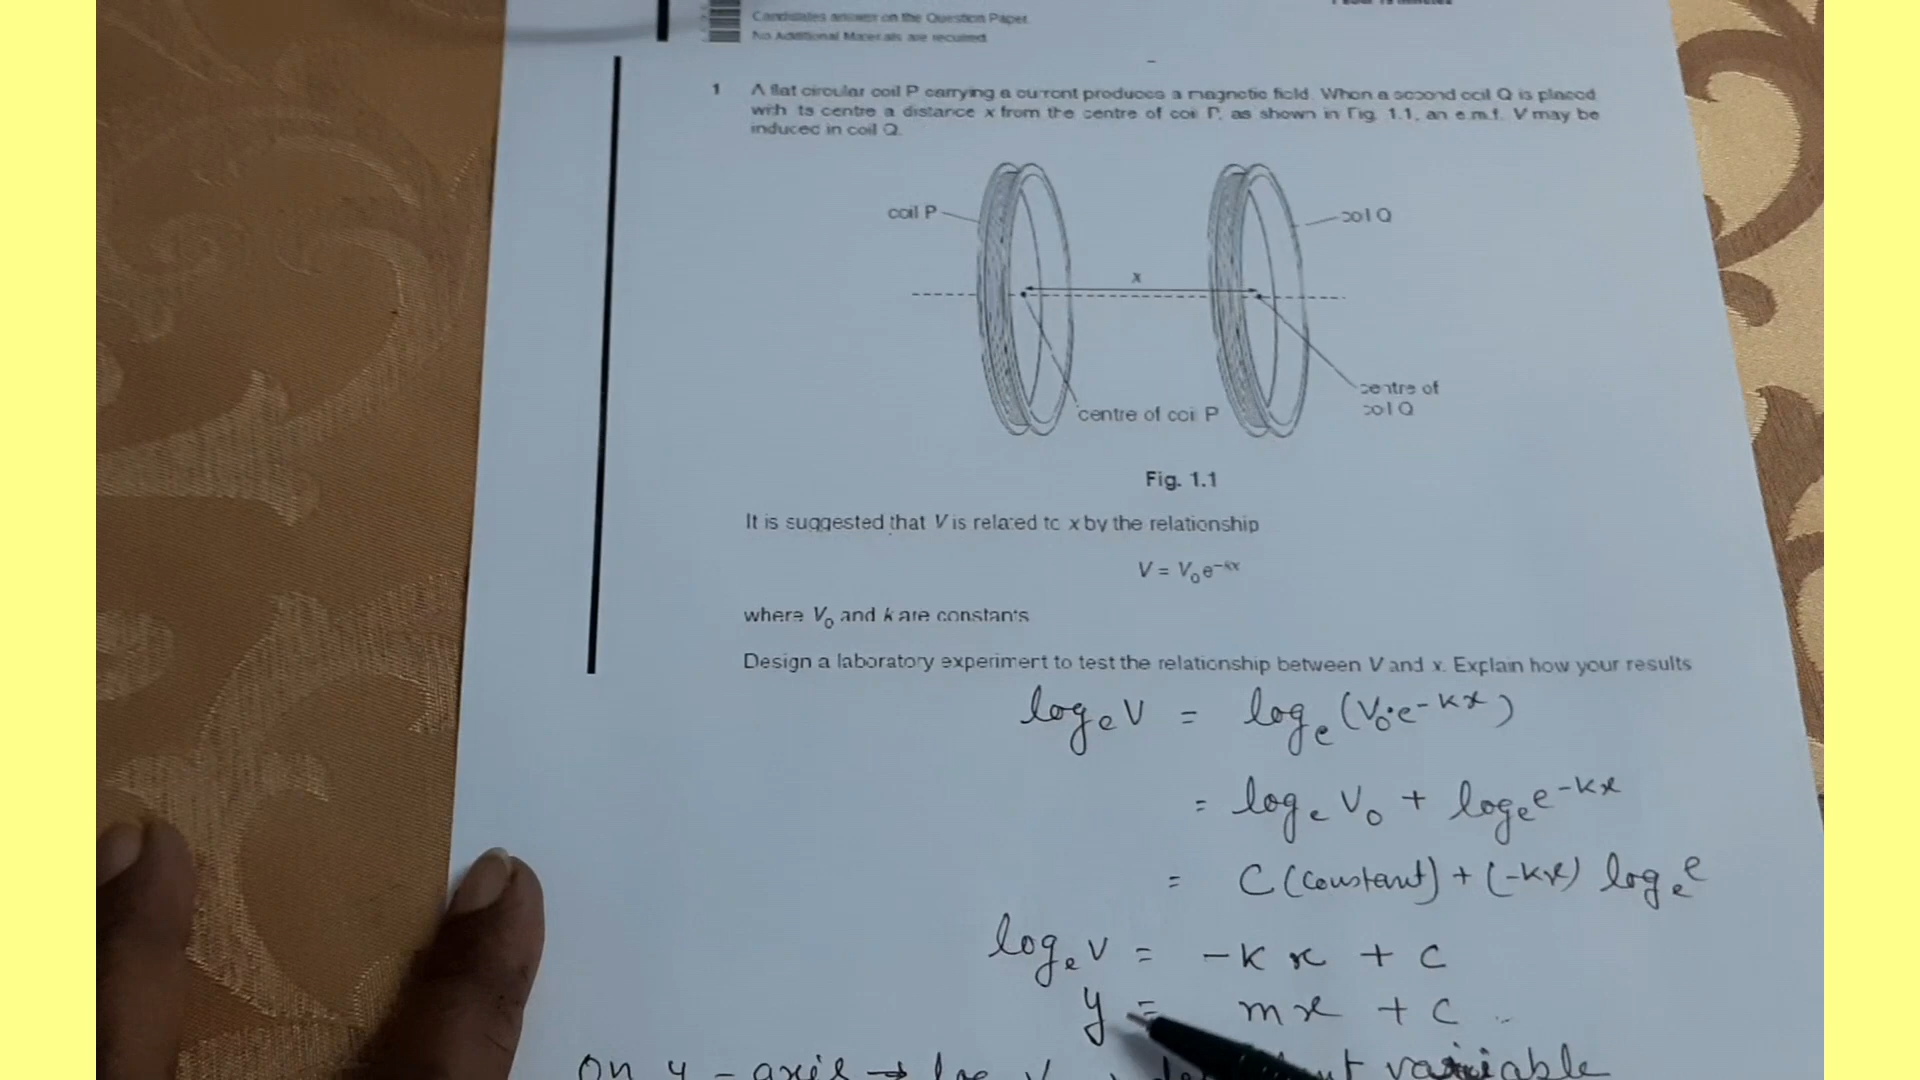 Candidates answer on the Question Paper.
No Additional Materials are required.
1 A flat circular coil P carrying a current produces a magnetic field. When a second coil Q is placed
with its centre a distance x from the centre of coil P, as shown in Fig. 1.1, an e.m.f. V may be
induced in coil Q.
coil P
coil Q
x
centre of
coil Q
centre of coil P
Fig. 1.1
It is suggested that V is related to x by the relationship
V = V₀e⁻ᵏˣ
where V₀ and k are constants
Design a laboratory experiment to test the relationship between V and x. Explain how your results
logₑV = logₑ(V₀·e⁻ᵏˣ)
= logₑV₀ + logₑe⁻ᵏˣ
= C (constant) + (-kx) logₑe
logₑV = -kx + c
y = mx + c
On y-axis → log V variable